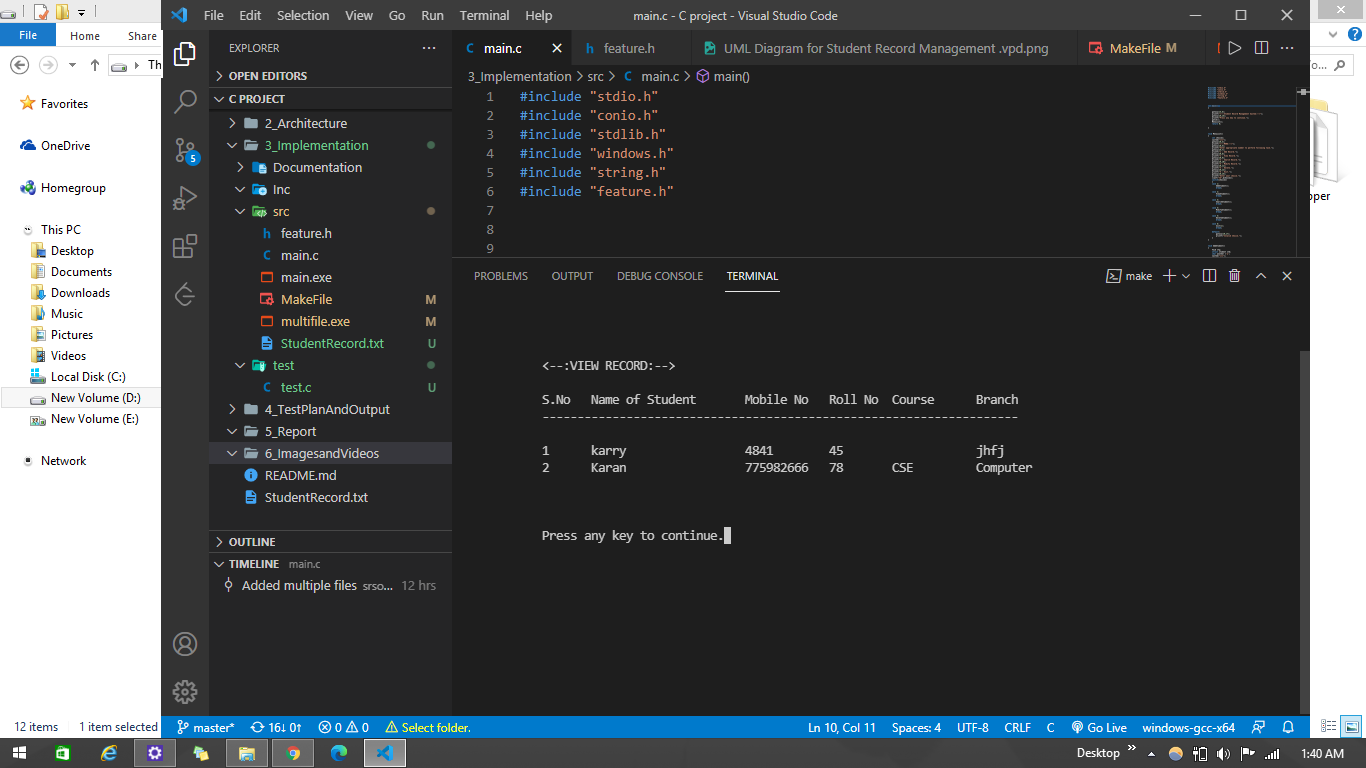 File Edit Selection View Go Run Terminal Help main.c - C project - Visual Studio Code
File Home Share
Th
Favorites
OneDrive
Homegroup
This PC
Desktop
Documents
Downloads
Music
Pictures
Videos
Local Disk (C:)
New Volume (D:)
New Volume (E:)
Network
12 items 1 item selected
5
EXPLORER ...
OPEN EDITORS
C PROJECT
2_Architecture
3_Implementation
Documentation
Inc
src
h feature.h
C main.c
main.exe
MakeFile M
multifile.exe M
StudentRecord.txt U
test
C test.c U
4_TestPlanAndOutput
5_Report
6_ImagesandVideos
README.md
StudentRecord.txt
OUTLINE
TIMELINE main.c
Added multiple files srso... 12 hrs
C main.c h feature.h UML Diagram for Student Record Management .vpd.png MakeFile M
3_Implementation > src > C main.c > main()
1 #include "stdio.h"
2 #include "conio.h"
3 #include "stdlib.h"
4 #include "windows.h"
5 #include "string.h"
6 #include "feature.h"
7
8
9
PROBLEMS OUTPUT DEBUG CONSOLE TERMINAL make
<--:VIEW RECORD:-->
S.No Name of Student Mobile No Roll No Course Branch
--------------------------------------------------------------------
1 karry 4841 45 jhfj
2 Karan 775982666 78 CSE Computer
Press any key to continue.
o...
pper
master* 16↓ 0↑ 0 0 Select folder. Ln 10, Col 11 Spaces: 4 UTF-8 CRLF C Go Live windows-gcc-x64
Desktop » 1:40 AM